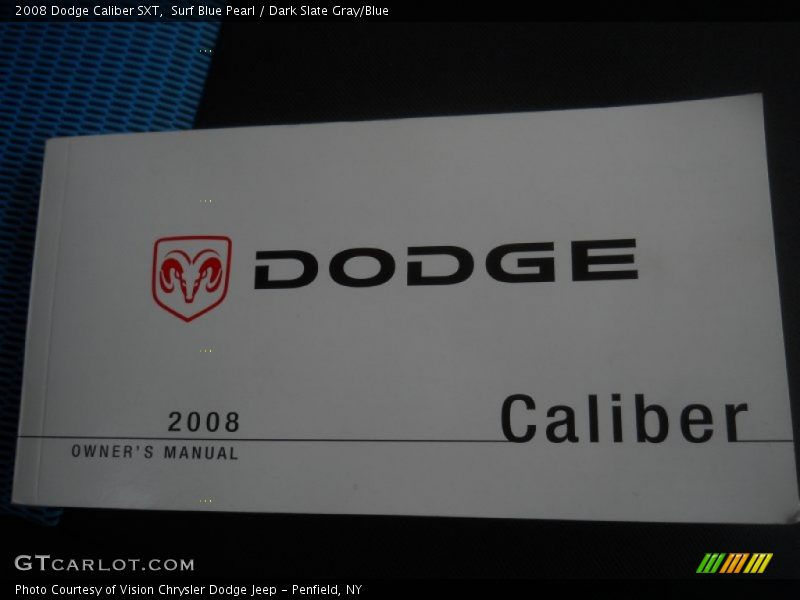 2008 Dodge Caliber SXT,  Surf Blue Pearl / Dark Slate Gray/Blue
DODGE
2008
Caliber
OWNER'S MANUAL
GTCARLOT.COM
Photo Courtesy of Vision Chrysler Dodge Jeep - Penfield, NY